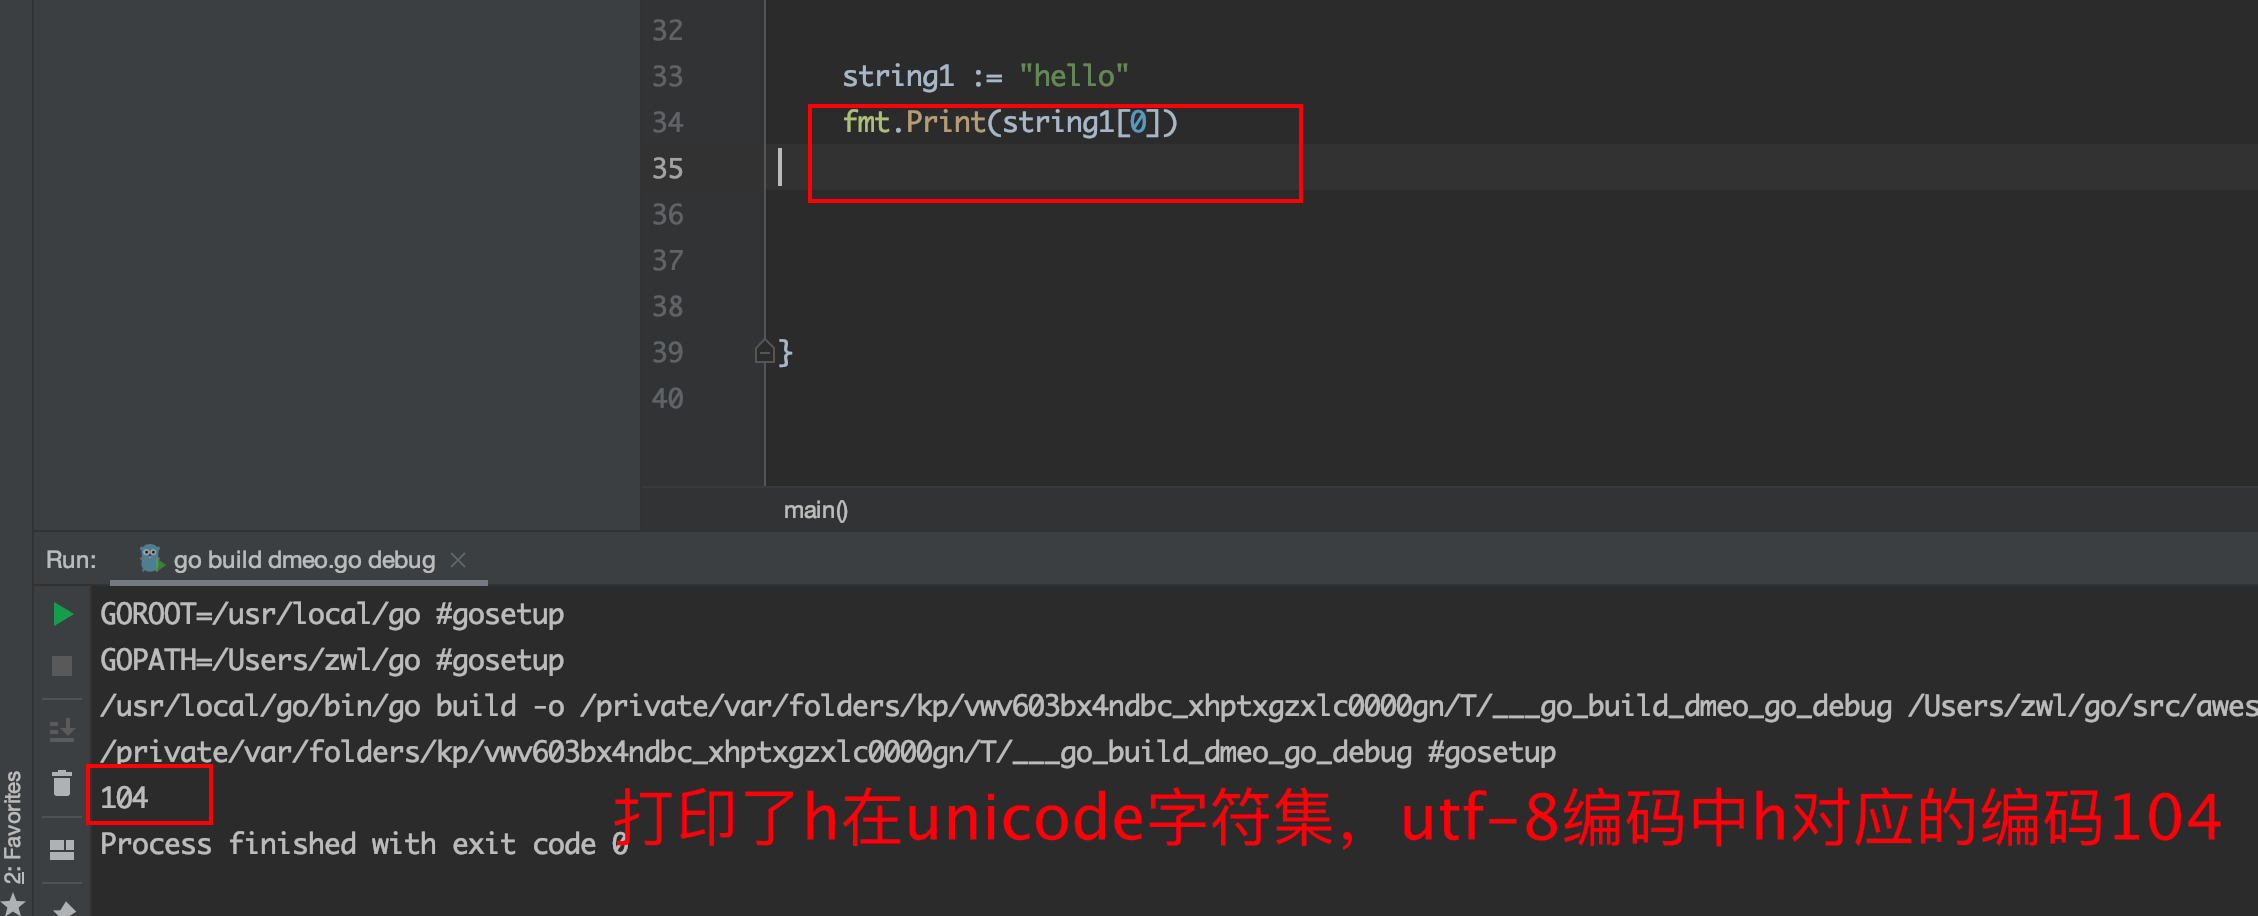 32
33 string1 := "hello"
34 fmt.Print(string1[0])
35
36
37
38
39 }
40
main()
Run: go build dmeo.go debug
GOROOT=/usr/local/go #gosetup
GOPATH=/Users/zwl/go #gosetup
/usr/local/go/bin/go build -o /private/var/folders/kp/vwv603bx4ndbc_xhptxgzxlc0000gn/T/___go_build_dmeo_go_debug /Users/zwl/go/src/awes
/private/var/folders/kp/vwv603bx4ndbc_xhptxgzxlc0000gn/T/___go_build_dmeo_go_debug #gosetup
104
打印了h在unicode字符集，utf-8编码中h对应的编码104
Process finished with exit code 0
2: Favorites